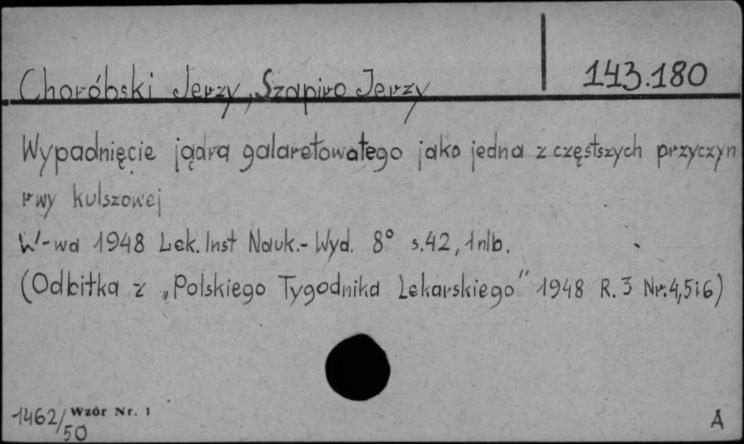 Choróbski Jerzy, Szapiro Jerzy
143.180
Wypadnięcie jądra galaretowatego jako jedna z częstszych przyczyn
rwy kulszowej
W-wa 1948 Lek. Inst Nauk.- Wyd. 8° s.42, 1 nlb.
(Odbitka z „Polskiego Tygodnika Lekarskiego" 1948 R. 3 Nr. 4,5 i 6)
1462/50
Wzór Nr. 1
A